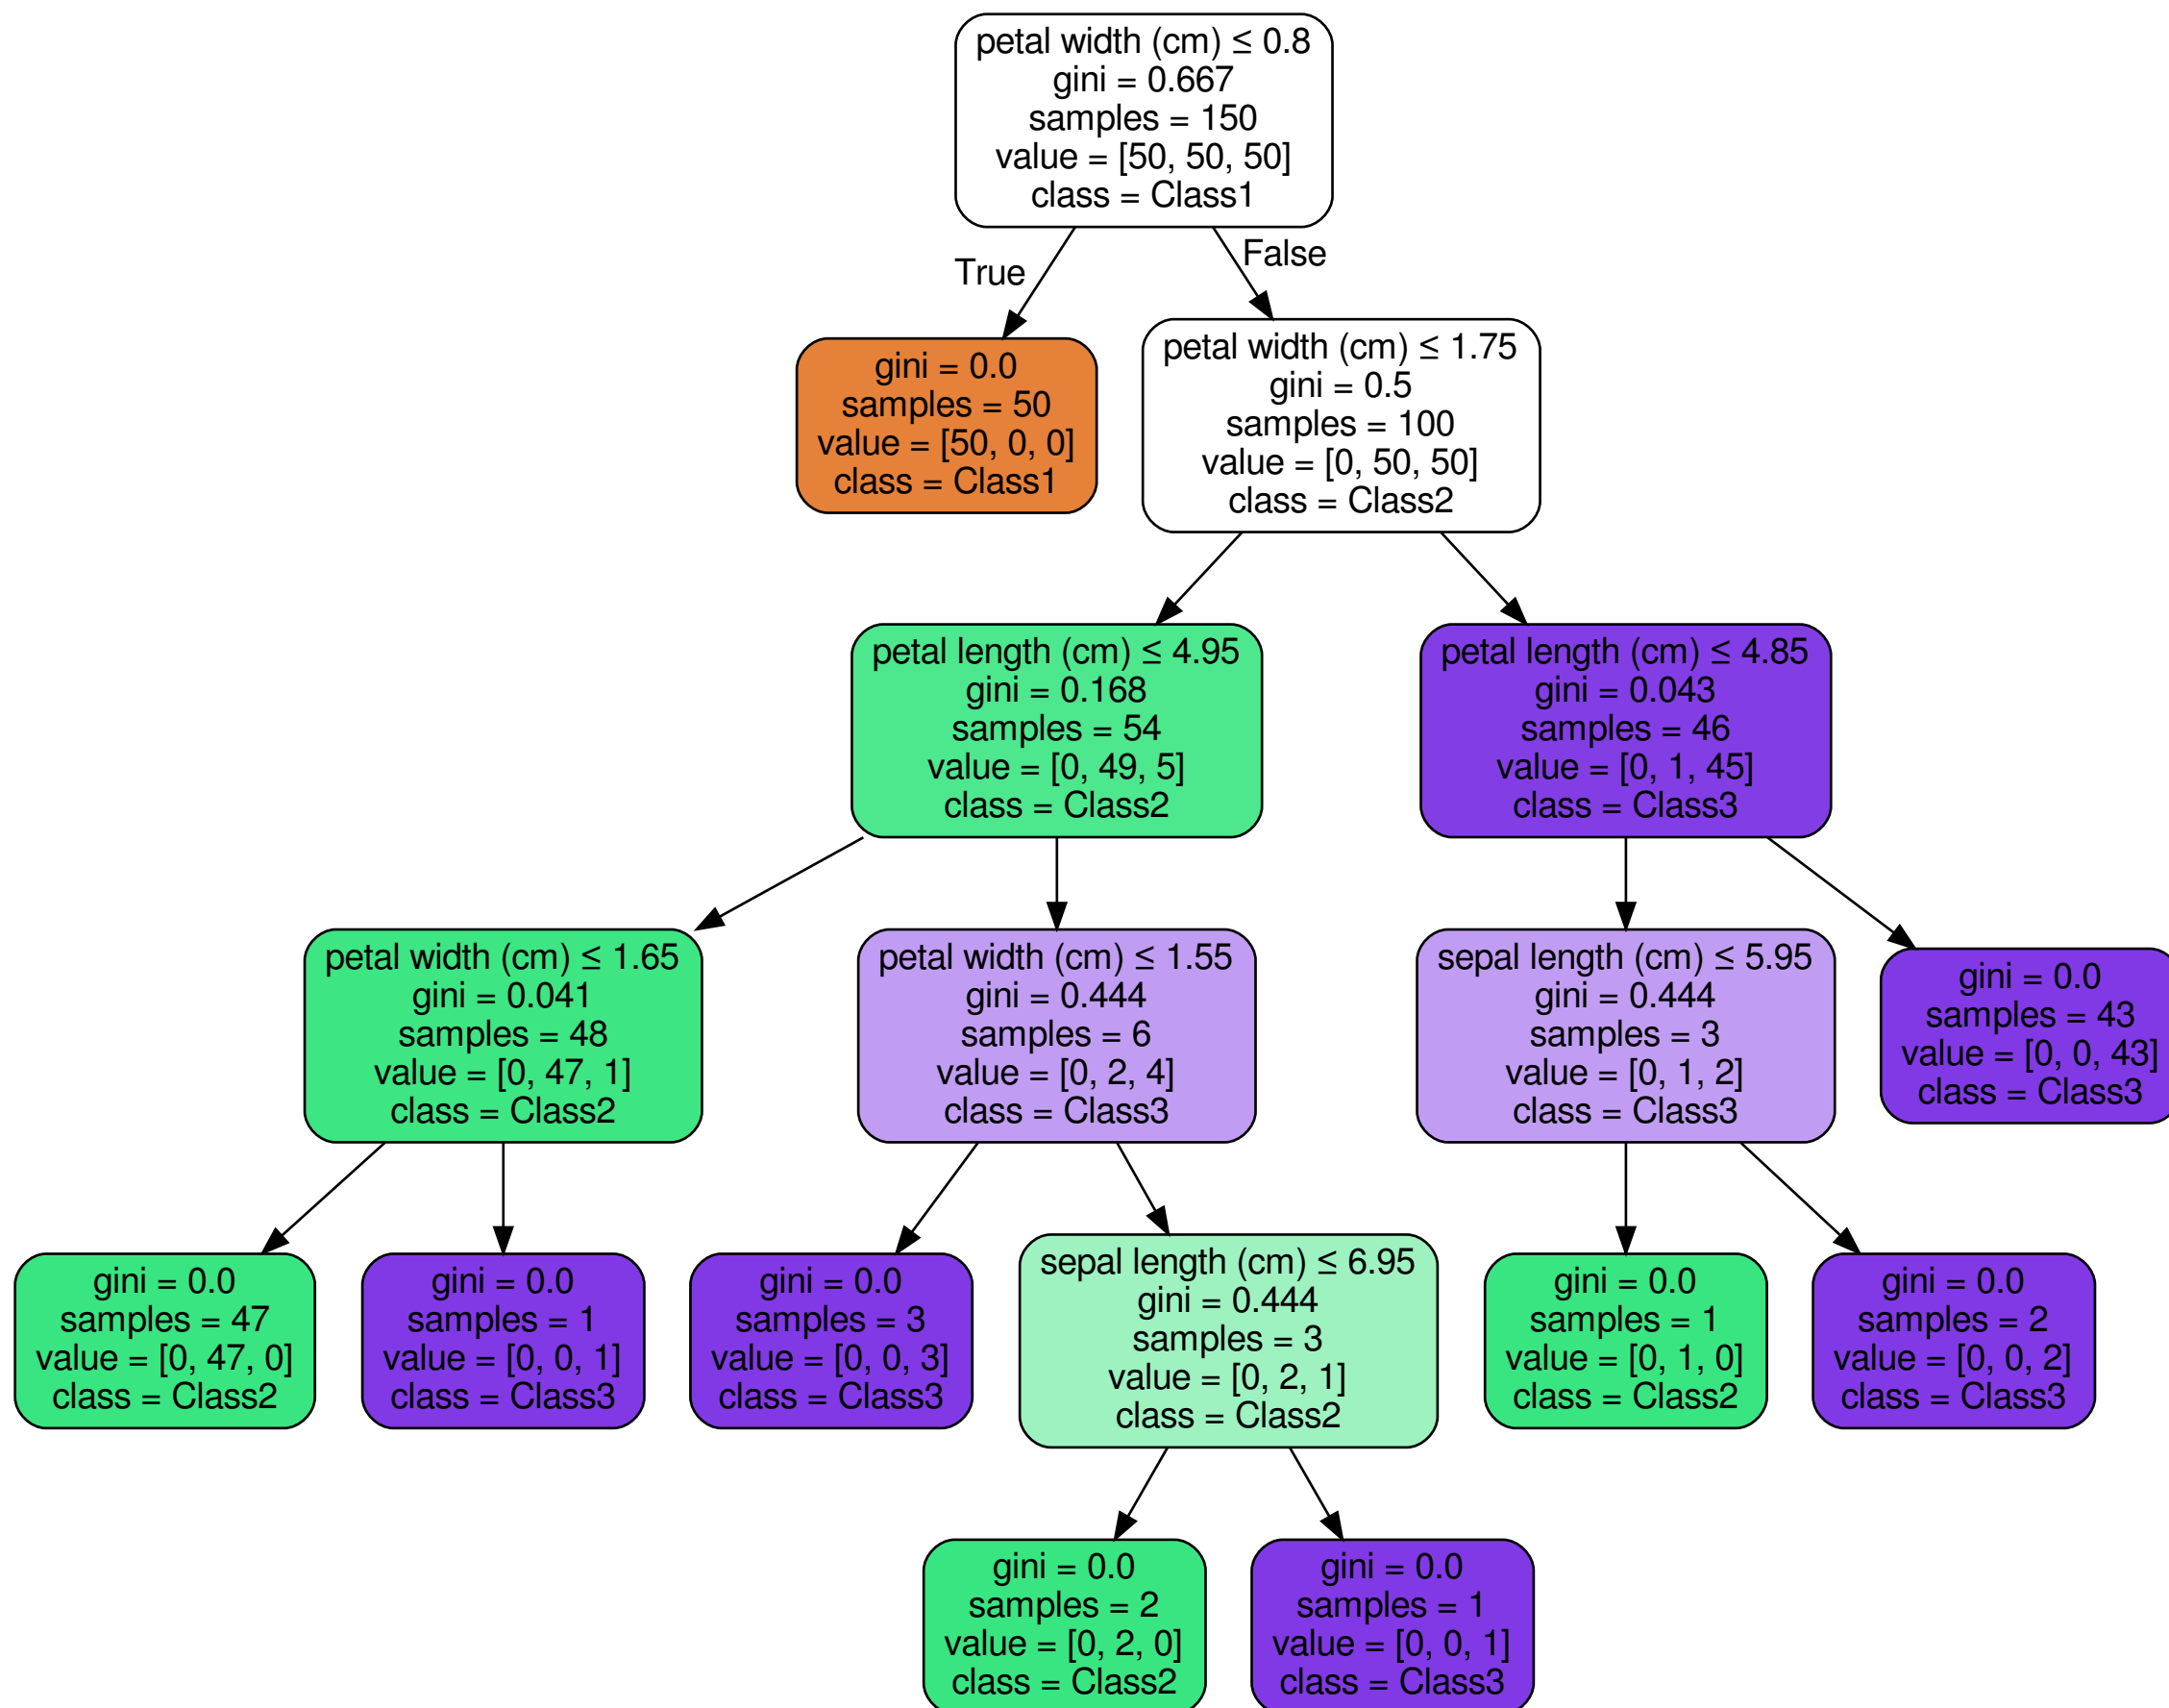 petal width (cm) ≤ 0.8
gini = 0.667
samples = 150
value = [50, 50, 50]
class = Class1
True
False
gini = 0.0
samples = 50
value = [50, 0, 0]
class = Class1
petal width (cm) ≤ 1.75
gini = 0.5
samples = 100
value = [0, 50, 50]
class = Class2
petal length (cm) ≤ 4.95
gini = 0.168
samples = 54
value = [0, 49, 5]
class = Class2
petal length (cm) ≤ 4.85
gini = 0.043
samples = 46
value = [0, 1, 45]
class = Class3
petal width (cm) ≤ 1.65
gini = 0.041
samples = 48
value = [0, 47, 1]
class = Class2
petal width (cm) ≤ 1.55
gini = 0.444
samples = 6
value = [0, 2, 4]
class = Class3
sepal length (cm) ≤ 5.95
gini = 0.444
samples = 3
value = [0, 1, 2]
class = Class3
gini = 0.0
samples = 43
value = [0, 0, 43]
class = Class3
gini = 0.0
samples = 47
value = [0, 47, 0]
class = Class2
gini = 0.0
samples = 1
value = [0, 0, 1]
class = Class3
gini = 0.0
samples = 3
value = [0, 0, 3]
class = Class3
sepal length (cm) ≤ 6.95
gini = 0.444
samples = 3
value = [0, 2, 1]
class = Class2
gini = 0.0
samples = 1
value = [0, 1, 0]
class = Class2
gini = 0.0
samples = 2
value = [0, 0, 2]
class = Class3
gini = 0.0
samples = 2
value = [0, 2, 0]
class = Class2
gini = 0.0
samples = 1
value = [0, 0, 1]
class = Class3